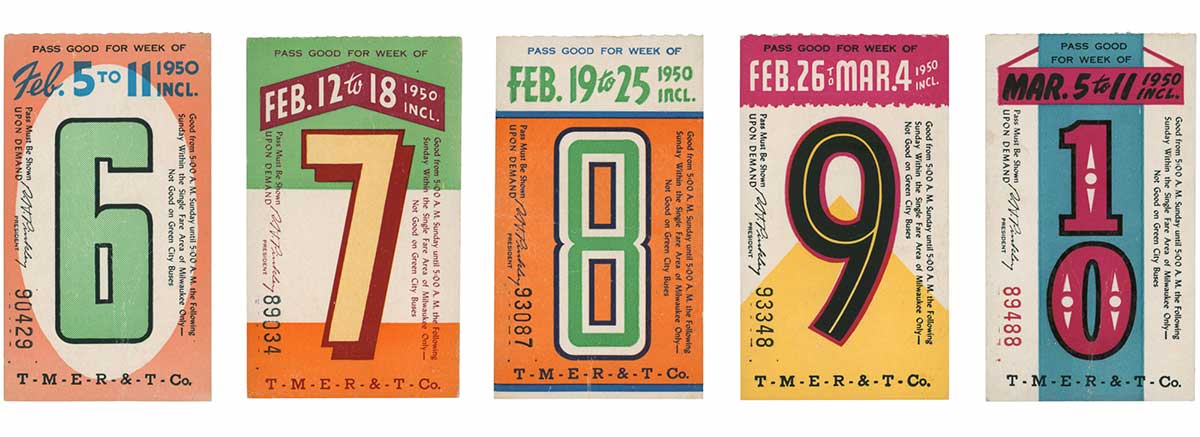 PASS GOOD FOR WEEK OF
Feb. 5 TO 11 1950
INCL.
Pass Must Be Shown
UPON DEMAND
PRESIDENT
90429
6
Good from 5:00 A. M. Sunday until 5:00 A. M. the Following
Sunday Within the Single Fare Area of Milwaukee Only—
Not Good on Green City Buses
T-M-E-R-&-T-Co.
PASS GOOD FOR WEEK OF
FEB. 12 to 18 1950
INCL.
Pass Must Be Shown
UPON DEMAND
PRESIDENT
89034
7
Good from 5:00 A. M. Sunday until 5:00 A. M. the Following
Sunday Within the Single Fare Area of Milwaukee Only—
Not Good on Green City Buses
T-M-E-R-&-T-Co.
PASS GOOD FOR WEEK OF
FEB. 19 to 25 1950
INCL.
Pass Must Be Shown
UPON DEMAND
PRESIDENT
93087
8
Good from 5:00 A. M. Sunday until 5:00 A. M. the Following
Sunday Within the Single Fare Area of Milwaukee Only—
Not Good on Green City Buses
T-M-E-R-&-T-Co.
PASS GOOD FOR WEEK OF
FEB. 26 TO MAR. 4 1950
INCL.
Pass Must Be Shown
UPON DEMAND
PRESIDENT
93348
9
Good from 5:00 A. M. Sunday until 5:00 A. M. the Following
Sunday Within the Single Fare Area of Milwaukee Only—
Not Good on Green City Buses
T-M-E-R-&-T-Co.
PASS GOOD
FOR WEEK OF
MAR. 5 to 11 1950
INCL.
Pass Must Be Shown
UPON DEMAND
PRESIDENT
89488
10
Good from 5:00 A. M. Sunday until 5:00 A. M. the Following
Sunday Within the Single Fare Area of Milwaukee Only—
Not Good on Green City Buses
T-M-E-R-&-T-Co.